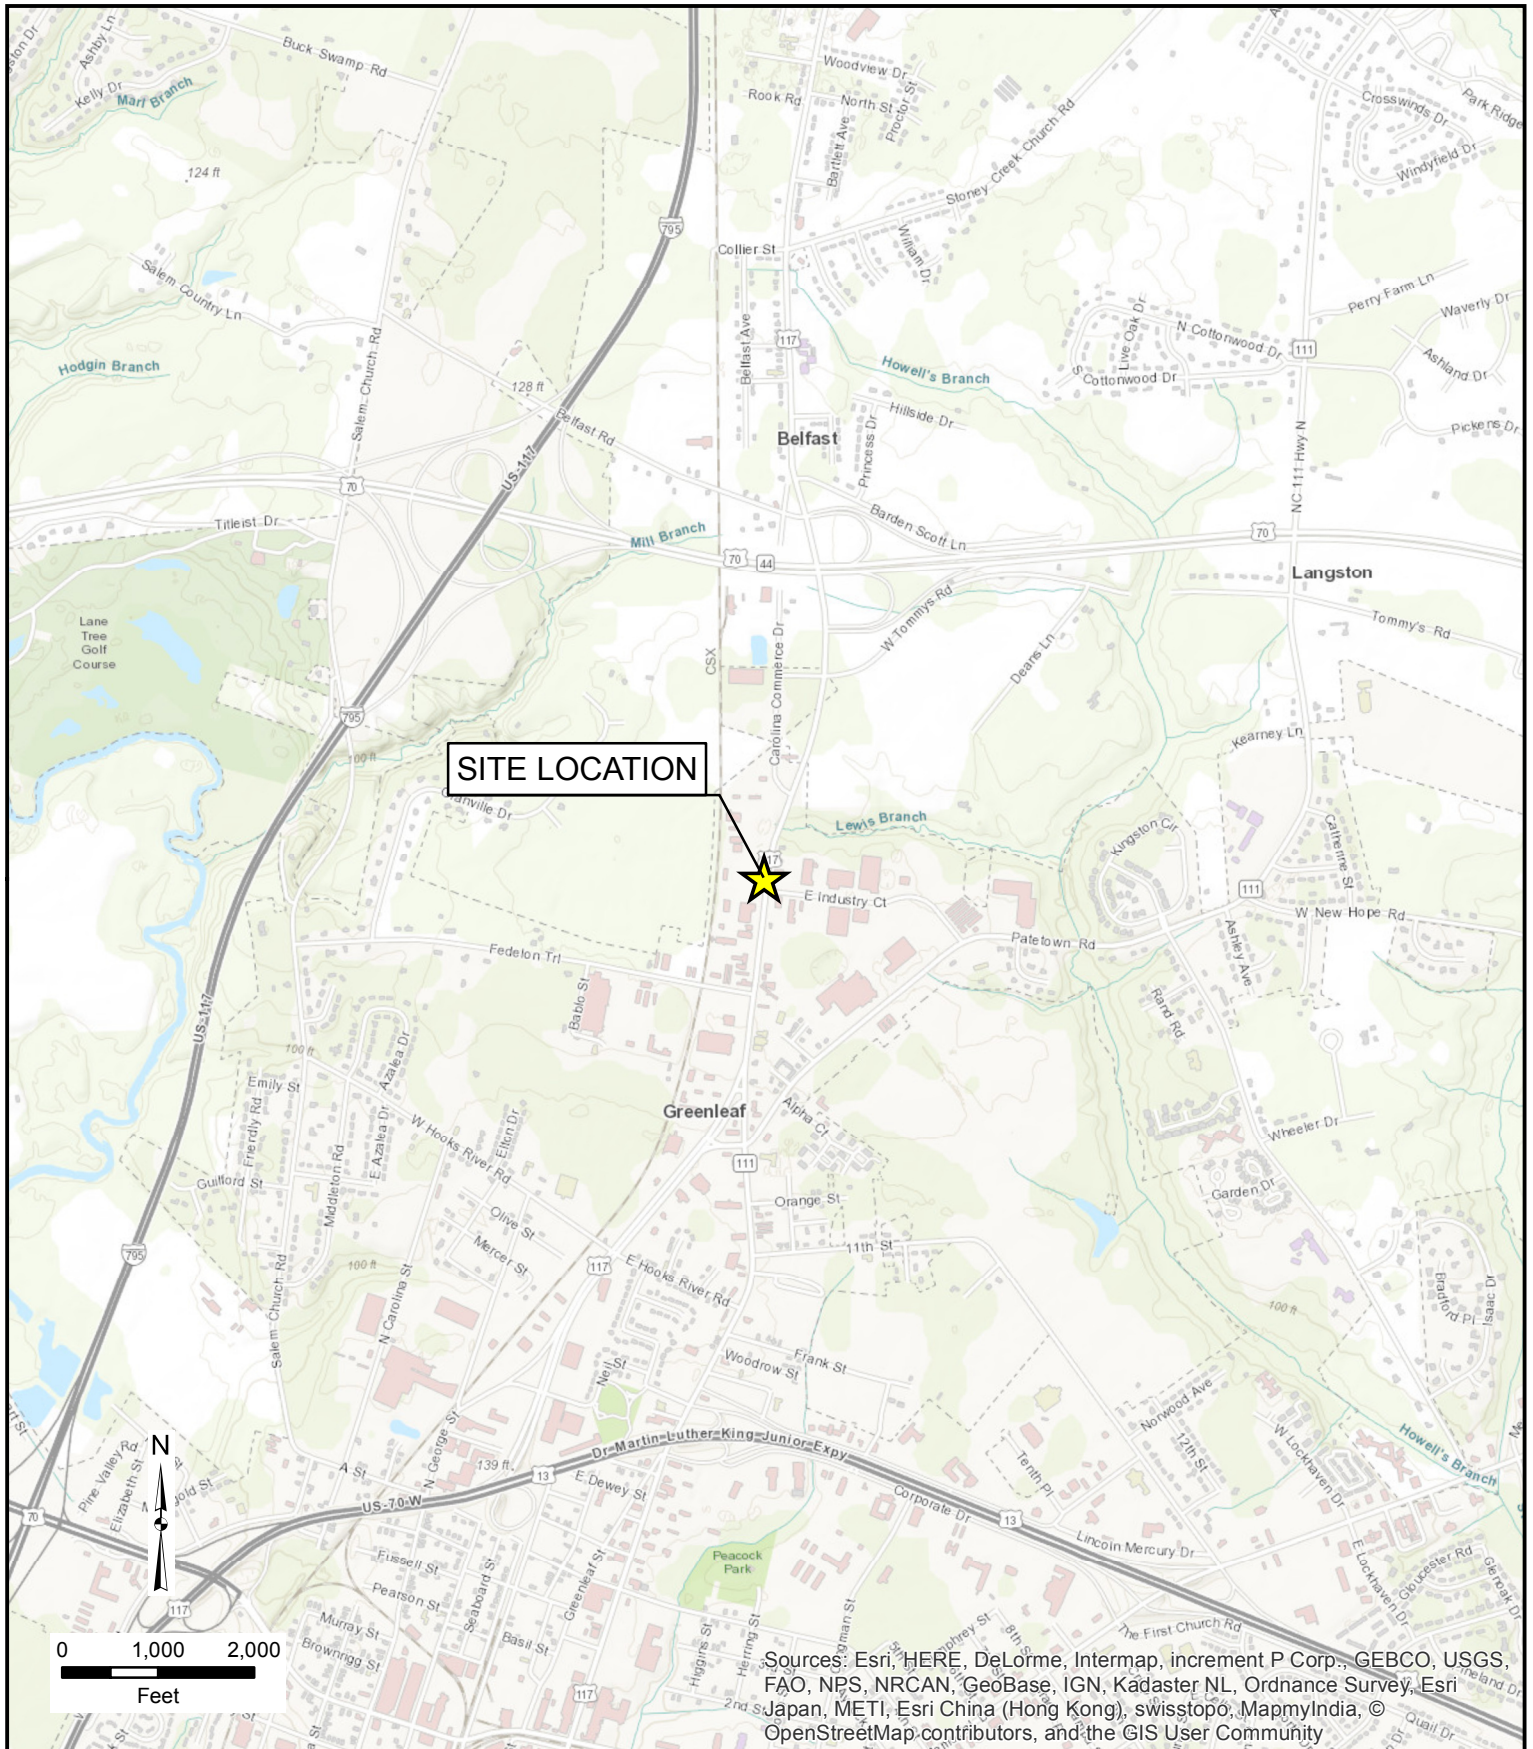 Ashby Ln
Buck Swamp Rd
Kelly Dr
Marl Branch
Woodview Dr
Rook Rd
North St
Proctor St
Bartlett Ave
Crosswinds Dr
Park Ridge
Windyfield Dr
124 ft
Stoney Creek Church Rd
795
Collier St
William Dr
Salem Country Ln
Perry Farm Ln
Waverly Dr
Live Oak Dr
N Cottonwood Dr
111
Belfast Ave
117
Salem Church Rd
Hodgin Branch
Howell's Branch
S Cottonwood Dr
Ashland Dr
128 ft
Belfast Rd
Hillside Dr
Princess Dr
Pickens Dr
Belfast
US-117
NC 111 Hwy N
70
Titleist Dr
Barden Scott Ln
Mill Branch
70
44
70
Langston
W Tommys Rd
Tommy's Rd
Lane
Tree
Golf
Course
CSX
Carolina Commerce Dr
Deans Ln
795
Kearney Ln
100 ft
SITE LOCATION
Lewis Branch
Kingston Cir
Catherine St
E Industry Ct
111
W New Hope Rd
Patetown Rd
Ashley Ave
Fedelon Trl
Bablo St
Rand Rd
US-117
100 ft
Azalea Dr
Emily St
Friendly Rd
Middleton Rd
E Azalea Dr
W Hooks River Rd
Elton Dr
Greenleaf
Alpha Ct
Wheeler Dr
111
Guilford St
Garden Dr
Orange St
Olive St
Mercer St
11th St
795
100 ft
117
E Hooks River Rd
Salem Church Rd
N Carolina St
100 ft
Bradford Pl
Isaac Dr
Neil St
Woodrow St
Frank St
Norwood Ave
12th St
W Lockhaven Dr
Howell's Branch
N
Pine Valley Rd
Elizabeth St
A St
N George St
139 ft
Dr Martin Luther King Junior Expy
13
E Dewey St
Tenth Pl
US-70 W
Corporate Dr
13
Lincoln Mercury Dr
70
Fussell St
Pearson St
Seaboard St
Greenleaf St
Peacock
Park
E Lockhaven Dr
Gloucester Rd
Glenoak Dr
117
Murray St
Brownrigg St
Basil St
Higgins St
Herring St
8th St
The First Church Rd
117
2nd S
Quail Dr
0 1,000 2,000
Feet
Sources: Esri, HERE, DeLorme, Intermap, increment P Corp., GEBCO, USGS,
FAO, NPS, NRCAN, GeoBase, IGN, Kadaster NL, Ordnance Survey, Esri
Japan, METI, Esri China (Hong Kong), swisstopo, MapmyIndia, ©
OpenStreetMap contributors, and the GIS User Community